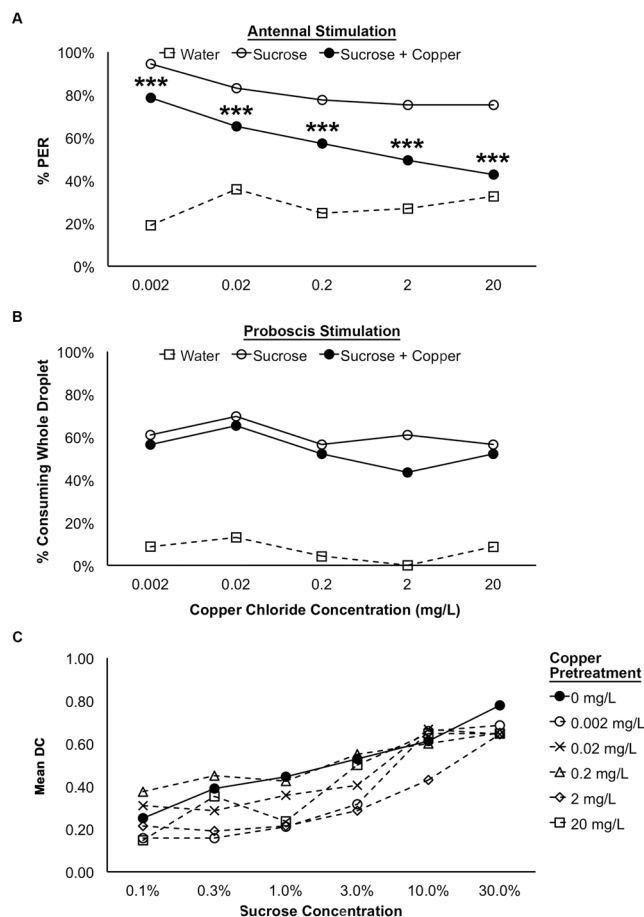 A
Antennal Stimulation
Water Sucrose Sucrose + Copper
100%
80%
60%
40%
20%
0%
% PER
*** *** *** *** ***
0.002 0.02 0.2 2 20
B
Proboscis Stimulation
Water Sucrose Sucrose + Copper
100%
80%
60%
40%
20%
0%
% Consuming Whole Droplet
0.002 0.02 0.2 2 20
Copper Chloride Concentration (mg/L)
C
1.00
0.80
0.60
0.40
0.20
0.00
Mean DC
0.1% 0.3% 1.0% 3.0% 10.0% 30.0%
Sucrose Concentration
Copper
Pretreatment
0 mg/L
0.002 mg/L
0.02 mg/L
0.2 mg/L
2 mg/L
20 mg/L